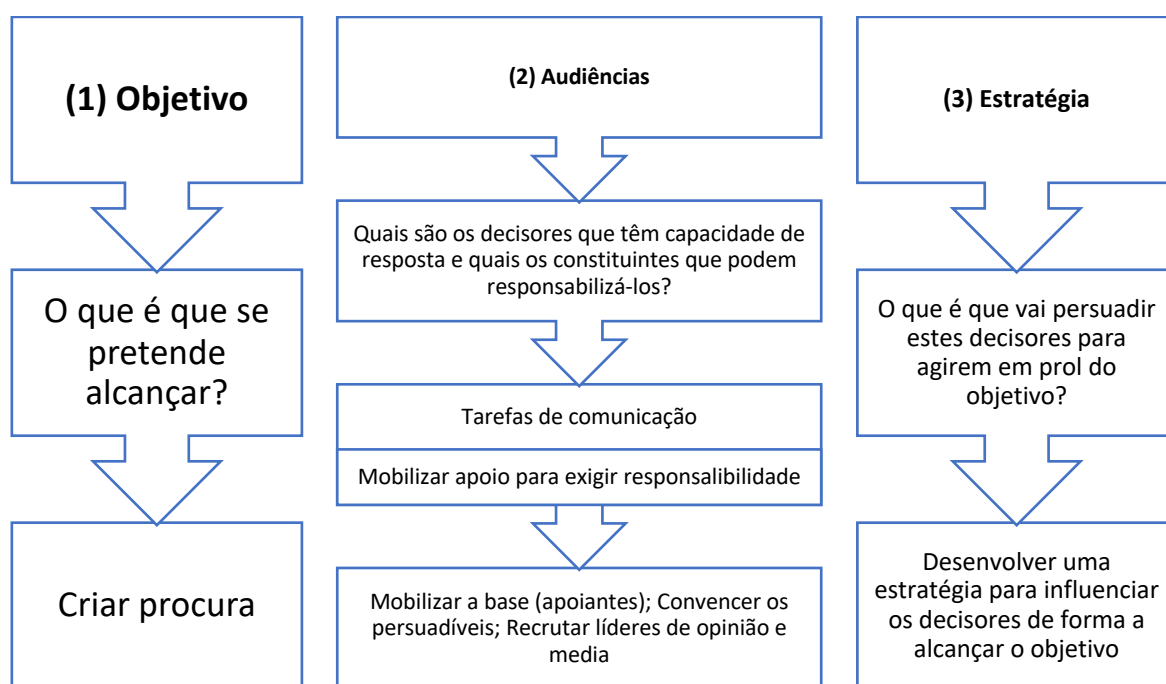 (1) Objetivo
O que é que se
pretende
alcançar?
Criar procura
(2) Audiências
Quais são os decisores que têm capacidade de
resposta e quais os constituintes que podem
responsabilizá-los?
Tarefas de comunicação
Mobilizar apoio para exigir responsalibilidade
Mobilizar a base (apoiantes); Convencer os
persuadíveis; Recrutar líderes de opinião e
media
(3) Estratégia
O que é que vai persuadir
estes decisores para
agirem em prol do
objetivo?
Desenvolver uma
estratégia para influenciar
os decisores de forma a
alcançar o objetivo